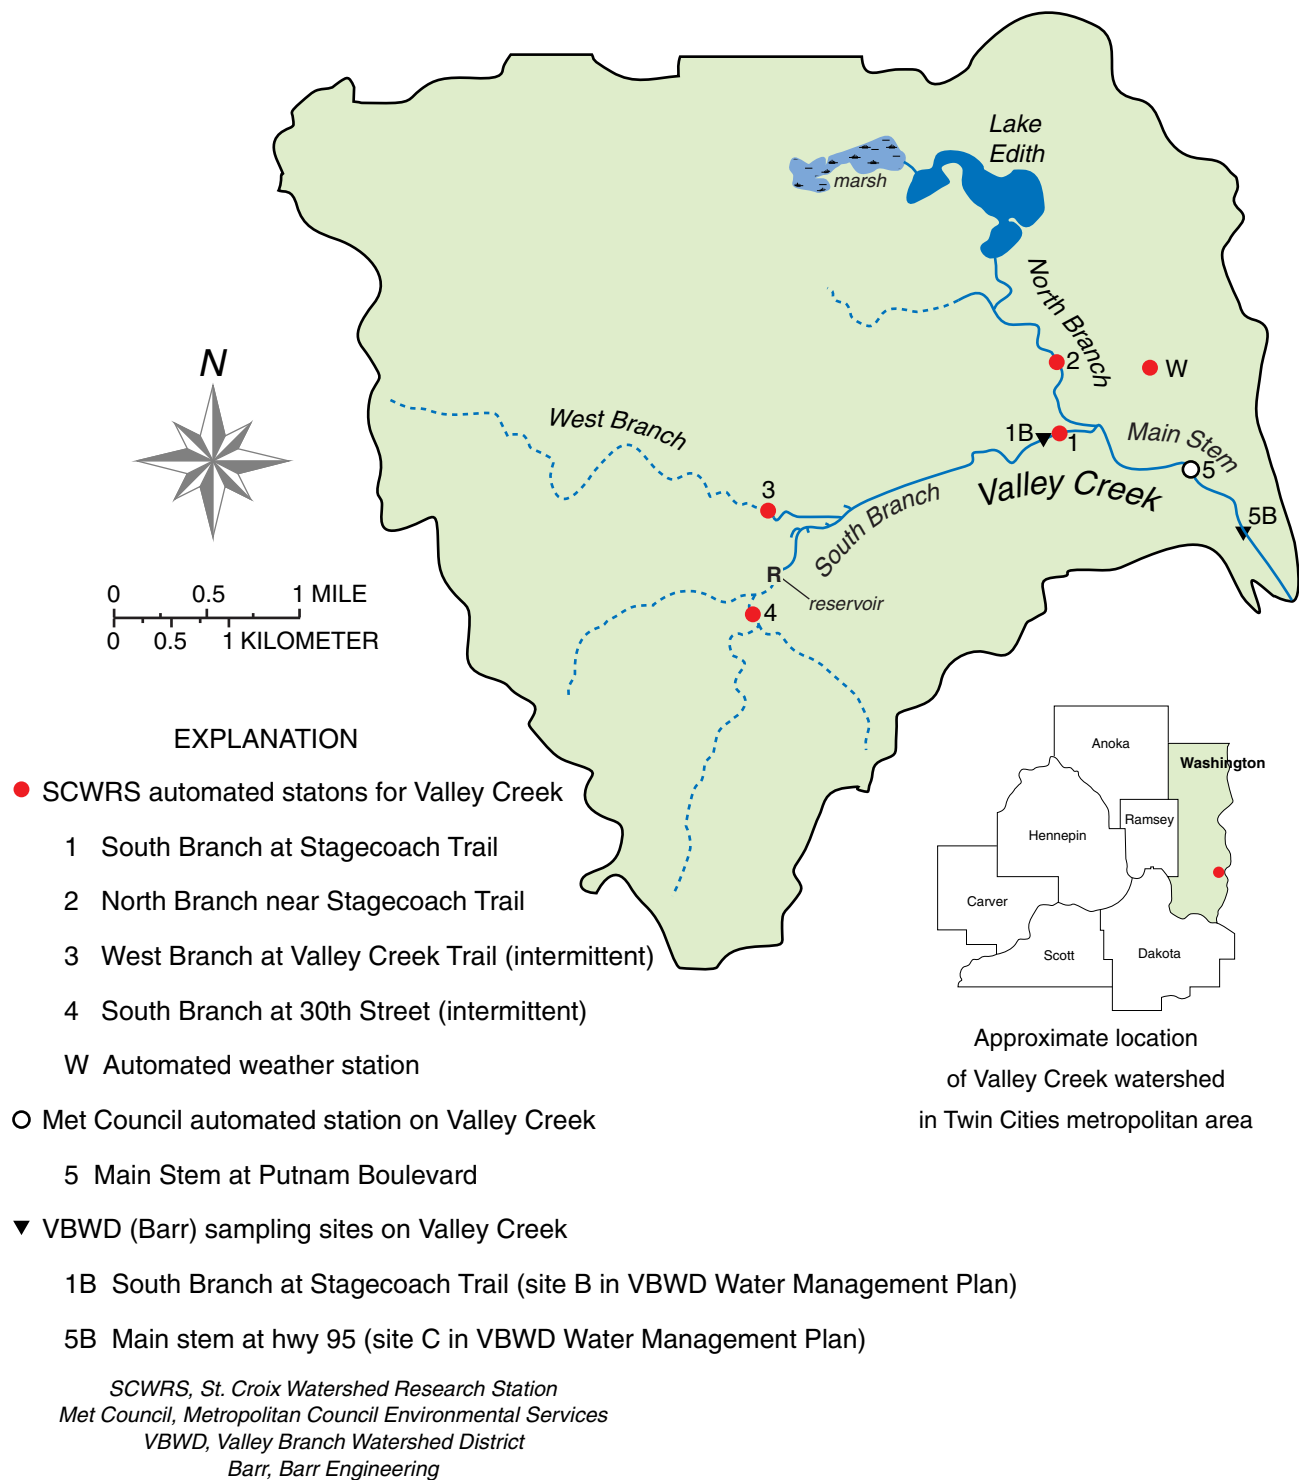 Lake
Edith
marsh
North Branch
N
2
W
West Branch
1B
1
Main Stem
5
Valley Creek
3
South Branch
5B
R
reservoir
4
0 0.5 1 MILE
0 0.5 1 KILOMETER
EXPLANATION
SCWRS automated statons for Valley Creek
1 South Branch at Stagecoach Trail
2 North Branch near Stagecoach Trail
3 West Branch at Valley Creek Trail (intermittent)
4 South Branch at 30th Street (intermittent)
W Automated weather station
Met Council automated station on Valley Creek
5 Main Stem at Putnam Boulevard
VBWD (Barr) sampling sites on Valley Creek
1B South Branch at Stagecoach Trail (site B in VBWD Water Management Plan)
5B Main stem at hwy 95 (site C in VBWD Water Management Plan)
SCWRS, St. Croix Watershed Research Station
Met Council, Metropolitan Council Environmental Services
VBWD, Valley Branch Watershed District
Barr, Barr Engineering
Anoka
Washington
Ramsey
Hennepin
Carver
Scott
Dakota
Approximate location
of Valley Creek watershed
in Twin Cities metropolitan area